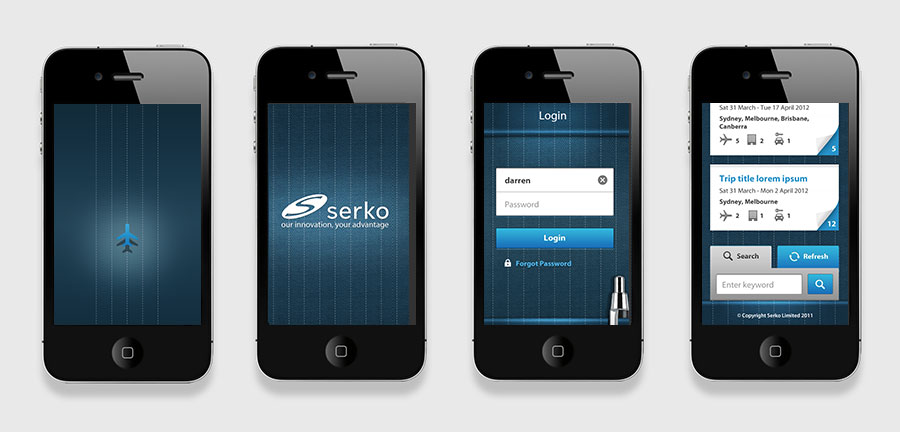 serko
our innovation, your advantage
Login
darren
Password
Login
Forgot Password
Sat 31 March - Tue 17 April 2012
Sydney, Melbourne, Brisbane,
Canberra
5 2 1
5
Trip title lorem ipsum
Sat 31 March - Mon 2 April 2012
Sydney, Melbourne
2 1 1
12
Search Refresh
Enter keyword
© Copyright Serko Limited 2011